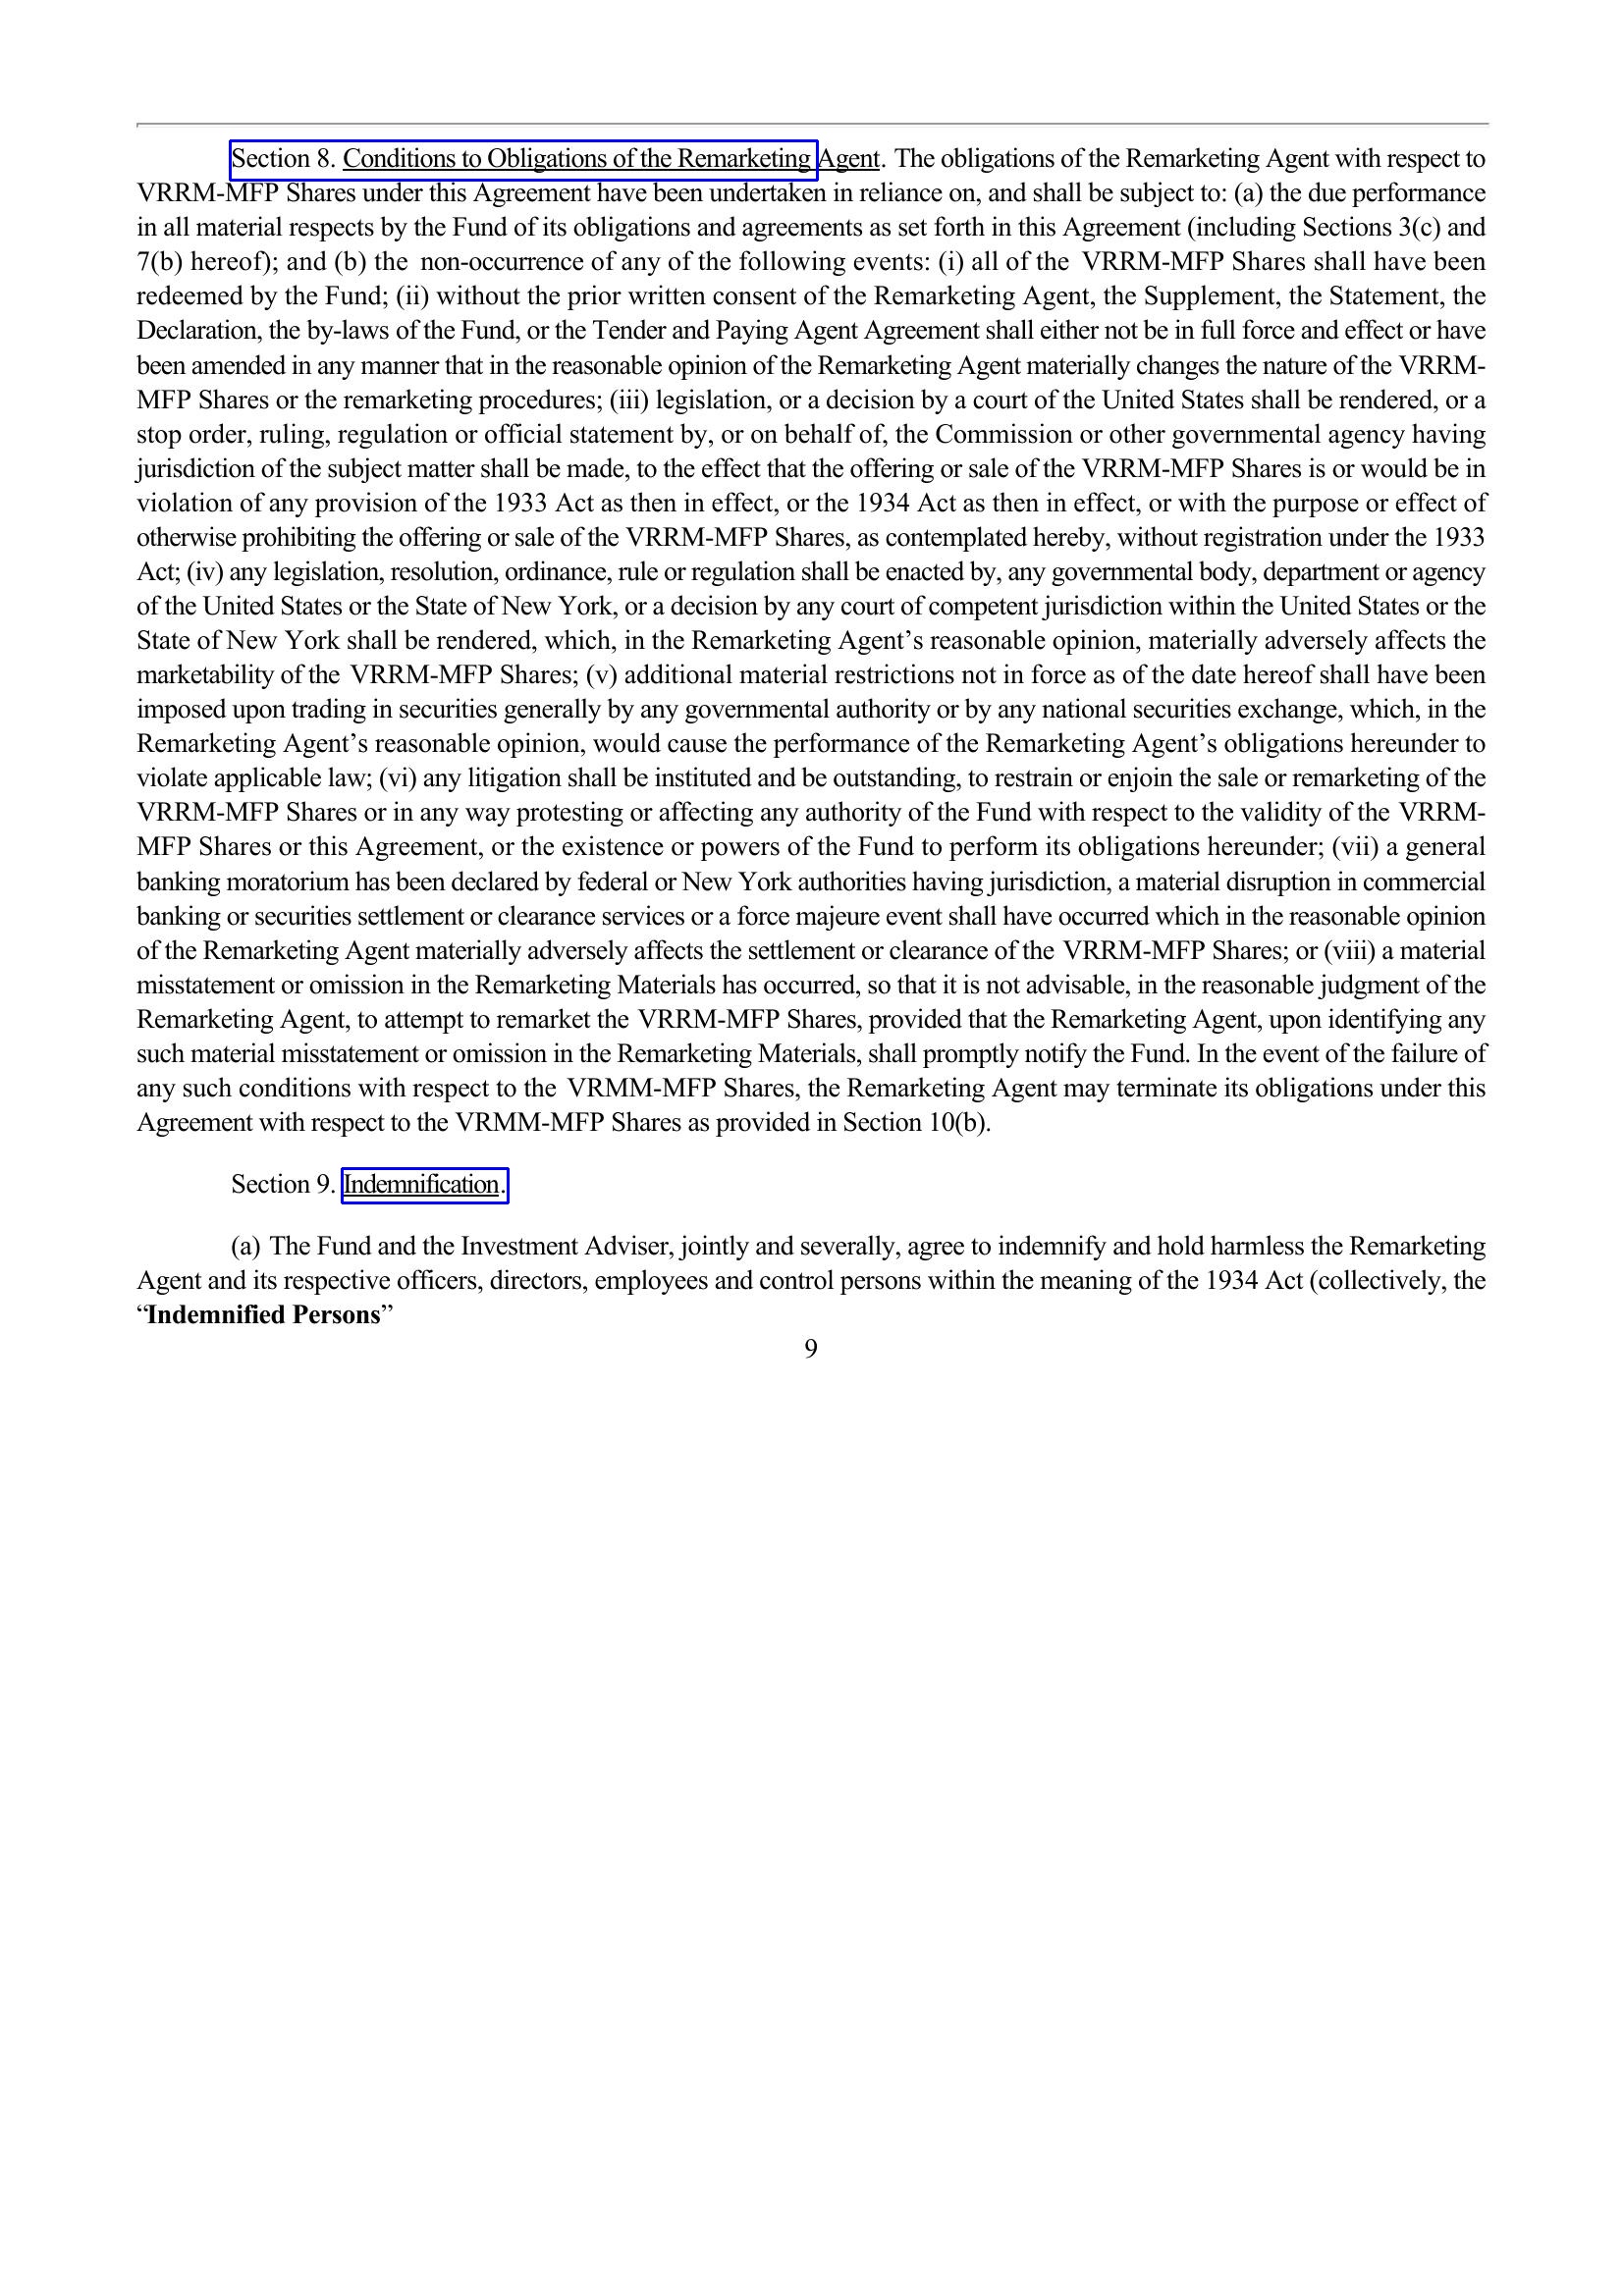 Section 8. Conditions to Obligations of the Remarketing Agent. The obligations of the Remarketing Agent with respect to
VRRM-MFP Shares under this Agreement have been undertaken in reliance on, and shall be subject to: (a) the due performance
in all material respects by the Fund of its obligations and agreements as set forth in this Agreement (including Sections 3(c) and
7(b) hereof); and (b) the non-occurrence of any of the following events: (i) all of the VRRM-MFP Shares shall have been
redeemed by the Fund; (ii) without the prior written consent of the Remarketing Agent, the Supplement, the Statement, the
Declaration, the by-laws of the Fund, or the Tender and Paying Agent Agreement shall either not be in full force and effect or have
been amended in any manner that in the reasonable opinion of the Remarketing Agent materially changes the nature of the VRRM-
MFP Shares or the remarketing procedures; (iii) legislation, or a decision by a court of the United States shall be rendered, or a
stop order, ruling, regulation or official statement by, or on behalf of, the Commission or other governmental agency having
jurisdiction of the subject matter shall be made, to the effect that the offering or sale of the VRRM-MFP Shares is or would be in
violation of any provision of the 1933 Act as then in effect, or the 1934 Act as then in effect, or with the purpose or effect of
otherwise prohibiting the offering or sale of the VRRM-MFP Shares, as contemplated hereby, without registration under the 1933
Act; (iv) any legislation, resolution, ordinance, rule or regulation shall be enacted by, any governmental body, department or agency
of the United States or the State of New York, or a decision by any court of competent jurisdiction within the United States or the
State of New York shall be rendered, which, in the Remarketing Agent’s reasonable opinion, materially adversely affects the
marketability of the VRRM-MFP Shares; (v) additional material restrictions not in force as of the date hereof shall have been
imposed upon trading in securities generally by any governmental authority or by any national securities exchange, which, in the
Remarketing Agent’s reasonable opinion, would cause the performance of the Remarketing Agent’s obligations hereunder to
violate applicable law; (vi) any litigation shall be instituted and be outstanding, to restrain or enjoin the sale or remarketing of the
VRRM-MFP Shares or in any way protesting or affecting any authority of the Fund with respect to the validity of the VRRM-
MFP Shares or this Agreement, or the existence or powers of the Fund to perform its obligations hereunder; (vii) a general
banking moratorium has been declared by federal or New York authorities having jurisdiction, a material disruption in commercial
banking or securities settlement or clearance services or a force majeure event shall have occurred which in the reasonable opinion
of the Remarketing Agent materially adversely affects the settlement or clearance of the VRRM-MFP Shares; or (viii) a material
misstatement or omission in the Remarketing Materials has occurred, so that it is not advisable, in the reasonable judgment of the
Remarketing Agent, to attempt to remarket the VRRM-MFP Shares, provided that the Remarketing Agent, upon identifying any
such material misstatement or omission in the Remarketing Materials, shall promptly notify the Fund. In the event of the failure of
any such conditions with respect to the VRMM-MFP Shares, the Remarketing Agent may terminate its obligations under this
Agreement with respect to the VRMM-MFP Shares as provided in Section 10(b).
Section 9. Indemnification.
(a) The Fund and the Investment Adviser, jointly and severally, agree to indemnify and hold harmless the Remarketing
Agent and its respective officers, directors, employees and control persons within the meaning of the 1934 Act (collectively, the
“Indemnified Persons”
9